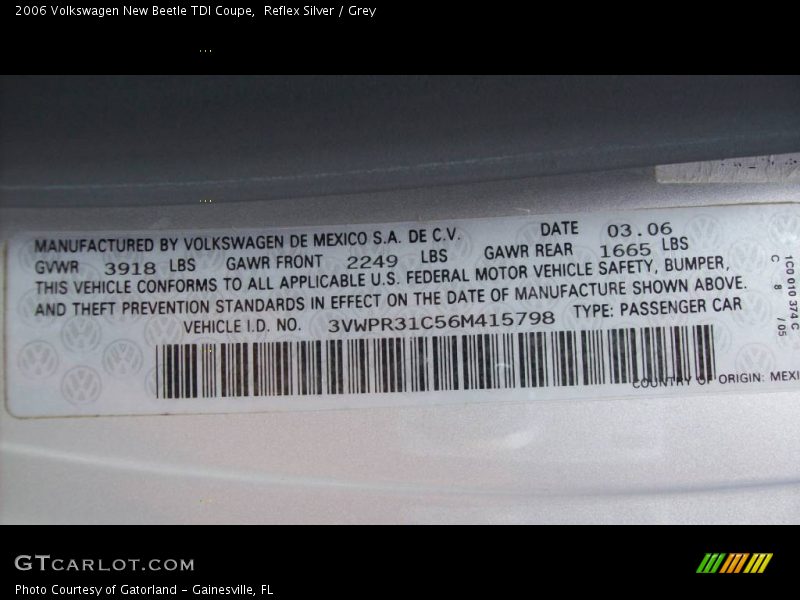 2006 Volkswagen New Beetle TDI Coupe,  Reflex Silver / Grey
...
...
MANUFACTURED BY VOLKSWAGEN DE MEXICO S.A. DE C.V. DATE 03.06
GVWR 3918 LBS GAWR FRONT 2249 LBS GAWR REAR 1665 LBS
THIS VEHICLE CONFORMS TO ALL APPLICABLE U.S. FEDERAL MOTOR VEHICLE SAFETY, BUMPER,
AND THEFT PREVENTION STANDARDS IN EFFECT ON THE DATE OF MANUFACTURE SHOWN ABOVE.
VEHICLE I.D. NO. 3VWPR31C56M415798 TYPE: PASSENGER CAR
COUNTRY OF ORIGIN: MEXI
1C0 010 374 C
C 8 /05
GTCARLOT.COM
Photo Courtesy of Gatorland - Gainesville, FL